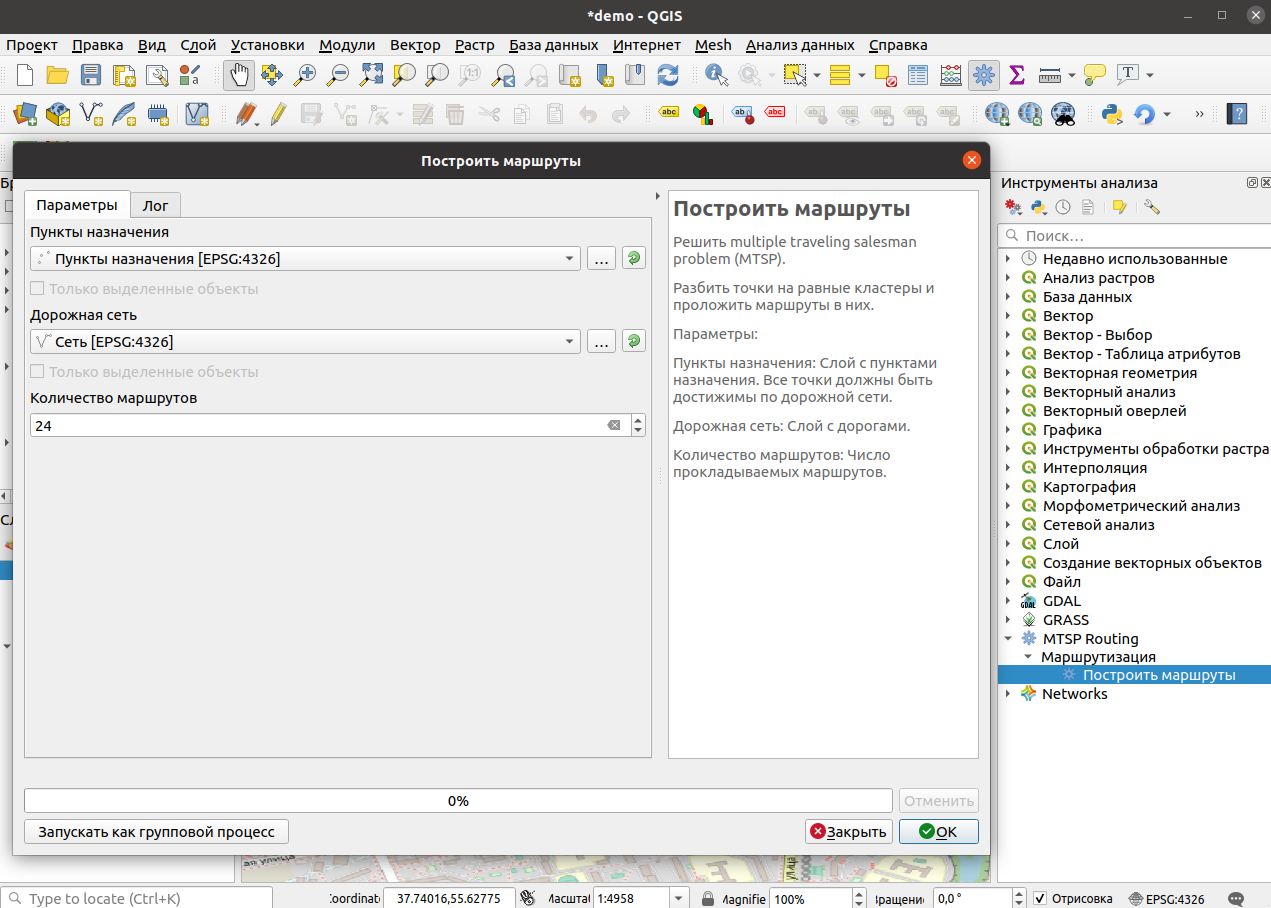 *demo - QGIS
Проект Правка Вид Слой Установки Модули Вектор Растр База данных Интернет Mesh Анализ данных Справка
Построить маршруты
Параметры Лог
Пункты назначения
Пункты назначения [EPSG:4326] ...
Только выделенные объекты
Дорожная сеть
Сеть [EPSG:4326] ...
Только выделенные объекты
Количество маршрутов
24
Построить маршруты
Решить multiple traveling salesman
problem (MTSP).
Разбить точки на равные кластеры и
проложить маршруты в них.
Параметры:
Пункты назначения: Слой с пунктами
назначения. Все точки должны быть
достижимы по дорожной сети.
Дорожная сеть: Слой с дорогами.
Количество маршрутов: Число
прокладываемых маршрутов.
0%
Отменить
Запускать как групповой процесс
Закрыть
OK
Инструменты анализа
Поиск...
Недавно использованные
Анализ растров
База данных
Вектор
Вектор - Выбор
Вектор - Таблица атрибутов
Векторная геометрия
Векторный анализ
Векторный оверлей
Графика
Инструменты обработки растра
Интерполяция
Картография
Морфометрический анализ
Сетевой анализ
Слой
Создание векторных объектов
Файл
GDAL
GRASS
MTSP Routing
Маршрутизация
Построить маршруты
Networks
ая улица
улица
Type to locate (Ctrl+K) Coordinate 37.74016,55.62775 Масштаб 1:4958 Magnifie 100% Вращение 0,0 ° Отрисовка EPSG:4326